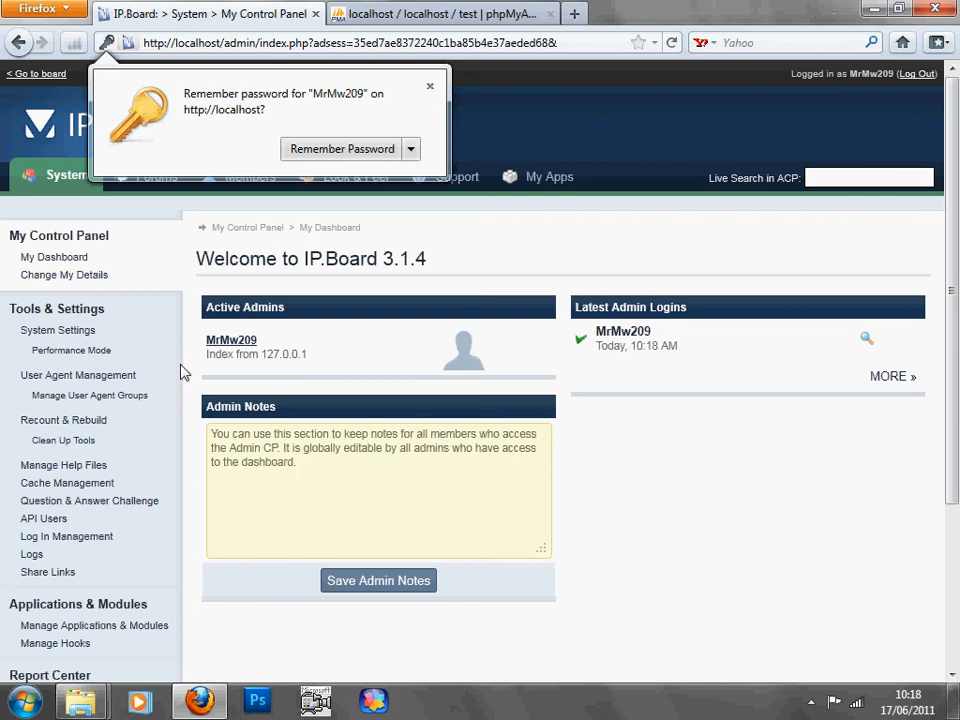 Firefox
IP.Board: > System > My Control Panel
localhost / localhost / test | phpMyA...
http://localhost/admin/index.php?adsess=35ed7ae8372240c1ba85b4e37aeded68&
Yahoo
< Go to board
Logged in as MrMw209 (Log Out)
Remember password for "MrMw209" on
http://localhost?
Remember Password
IP
System
Forums
Members
Look & Feel
Support
My Apps
Live Search in ACP:
My Control Panel
My Dashboard
Change My Details
Tools & Settings
System Settings
Performance Mode
User Agent Management
Manage User Agent Groups
Recount & Rebuild
Clean Up Tools
Manage Help Files
Cache Management
Question & Answer Challenge
API Users
Log In Management
Logs
Share Links
Applications & Modules
Manage Applications & Modules
Manage Hooks
Report Center
My Control Panel > My Dashboard
Welcome to IP.Board 3.1.4
Active Admins
MrMw209
Index from 127.0.0.1
Latest Admin Logins
MrMw209
Today, 10:18 AM
MORE »
Admin Notes
You can use this section to keep notes for all members who access
the Admin CP. It is globally editable by all admins who have access
to the dashboard.
Save Admin Notes
Ps
Microsoft
10:18
17/06/2011